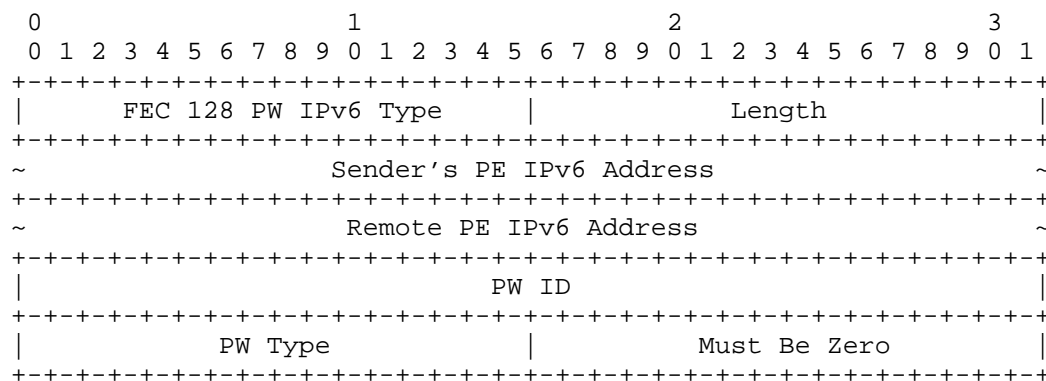 0                   1                   2                   3
 0 1 2 3 4 5 6 7 8 9 0 1 2 3 4 5 6 7 8 9 0 1 2 3 4 5 6 7 8 9 0 1
+-+-+-+-+-+-+-+-+-+-+-+-+-+-+-+-+-+-+-+-+-+-+-+-+-+-+-+-+-+-+-+-+
|      FEC 128 PW IPv6 Type     |            Length             |
+-+-+-+-+-+-+-+-+-+-+-+-+-+-+-+-+-+-+-+-+-+-+-+-+-+-+-+-+-+-+-+-+
~                   Sender’s PE IPv6 Address                    ~
+-+-+-+-+-+-+-+-+-+-+-+-+-+-+-+-+-+-+-+-+-+-+-+-+-+-+-+-+-+-+-+-+
~                    Remote PE IPv6 Address                     ~
+-+-+-+-+-+-+-+-+-+-+-+-+-+-+-+-+-+-+-+-+-+-+-+-+-+-+-+-+-+-+-+-+
|                             PW ID                             |
+-+-+-+-+-+-+-+-+-+-+-+-+-+-+-+-+-+-+-+-+-+-+-+-+-+-+-+-+-+-+-+-+
|            PW Type            |          Must Be Zero         |
+-+-+-+-+-+-+-+-+-+-+-+-+-+-+-+-+-+-+-+-+-+-+-+-+-+-+-+-+-+-+-+-+